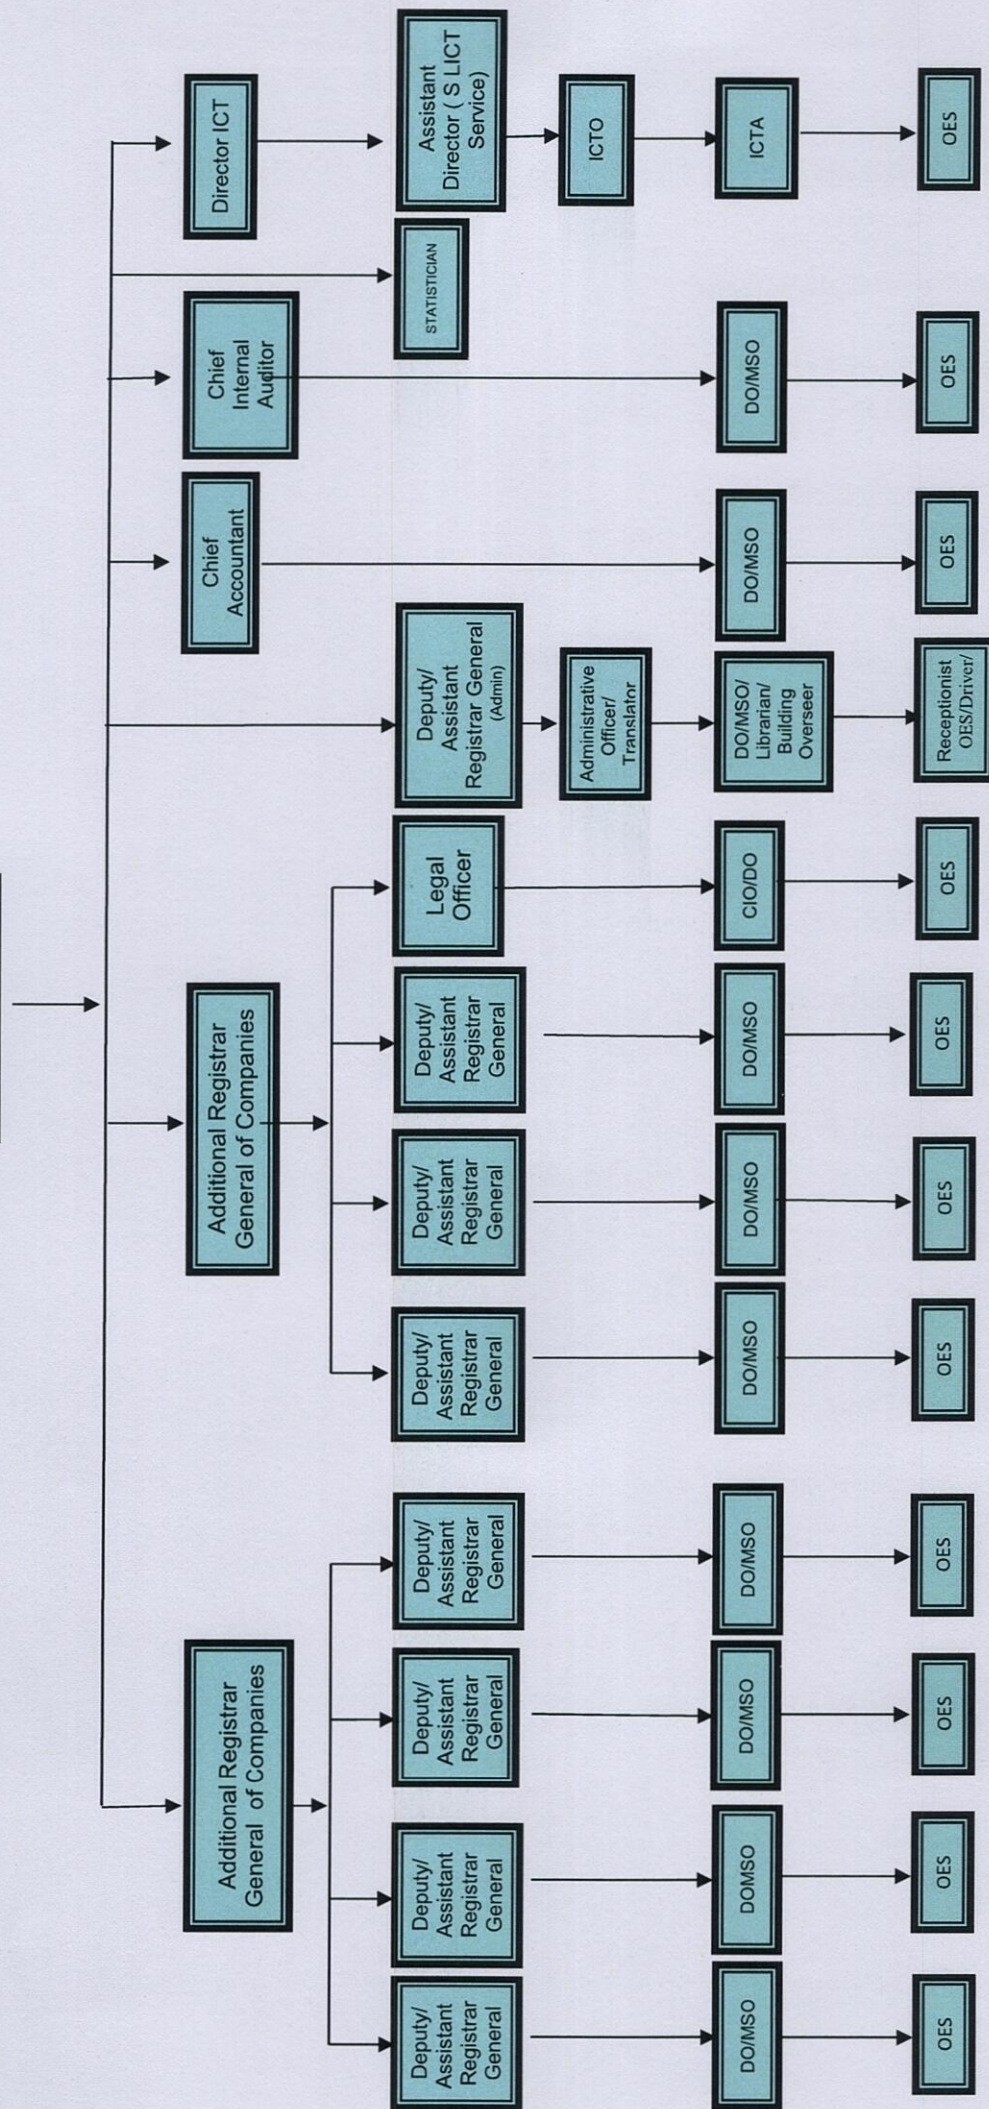 Additional Registrar
General of Companies
Additional Registrar
General of Companies
Chief
Accountant
Chief
Internal
Auditor
Director ICT
Deputy/
Assistant
Registrar
General
Deputy/
Assistant
Registrar
General
Deputy/
Assistant
Registrar
General
Deputy/
Assistant
Registrar
General
Deputy/
Assistant
Registrar
General
Deputy/
Assistant
Registrar
General
Deputy/
Assistant
Registrar
General
Legal
Officer
Deputy/
Assistant
Registrar General
(Admin)
STATISTICIAN
Assistant
Director ( S LICT
Service)
Administrative
Officer/
Translator
ICTO
DO/MSO
DOMSO
DO/MSO
DO/MSO
DO/MSO
DO/MSO
DO/MSO
CIO/DO
DO/MSO/
Librarian/
Building
Overseer
DO/MSO
DO/MSO
ICTA
OES
OES
OES
OES
OES
OES
OES
OES
Receptionist
OES/Driver/
OES
OES
OES